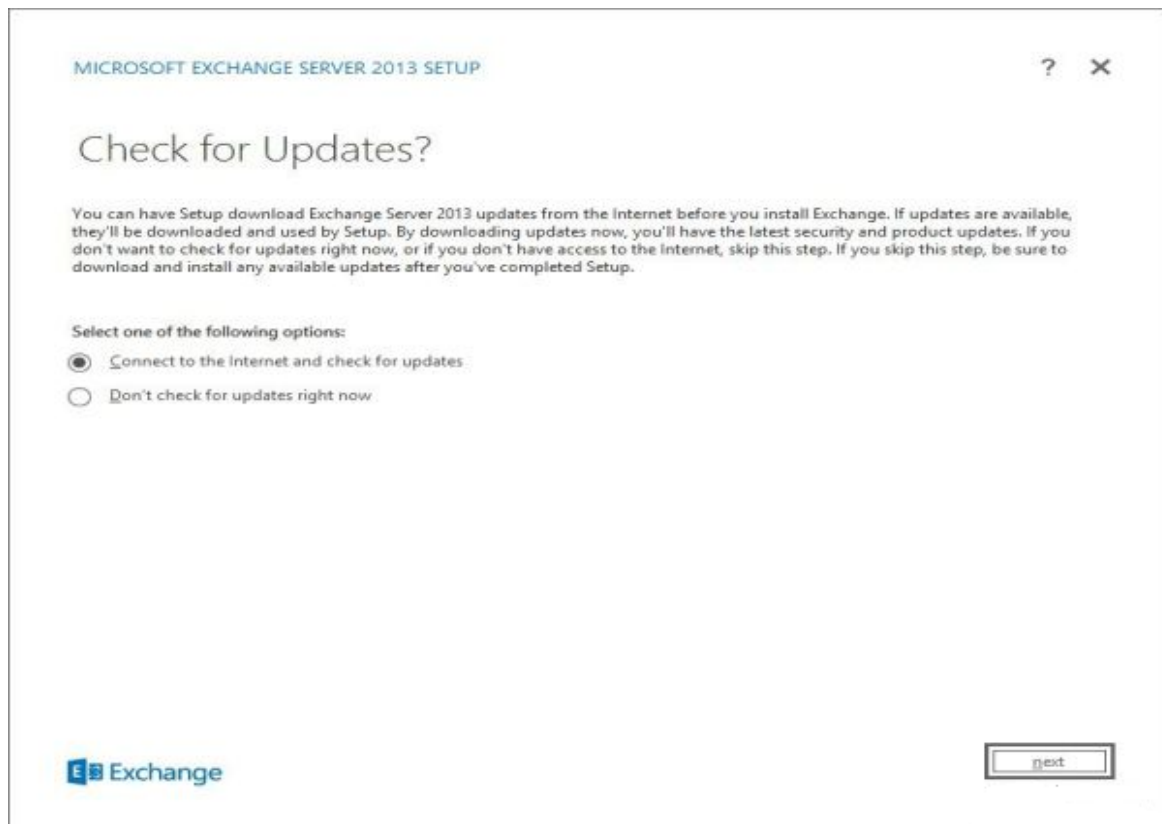 MICROSOFT EXCHANGE SERVER 2013 SETUP
? ✕
Check for Updates?
You can have Setup download Exchange Server 2013 updates from the Internet before you install Exchange. If updates are available,
they'll be downloaded and used by Setup. By downloading updates now, you'll have the latest security and product updates. If you
don't want to check for updates right now, or if you don't have access to the Internet, skip this step. If you skip this step, be sure to
download and install any available updates after you've completed Setup.
Select one of the following options:
Connect to the Internet and check for updates
Don't check for updates right now
E Exchange
next